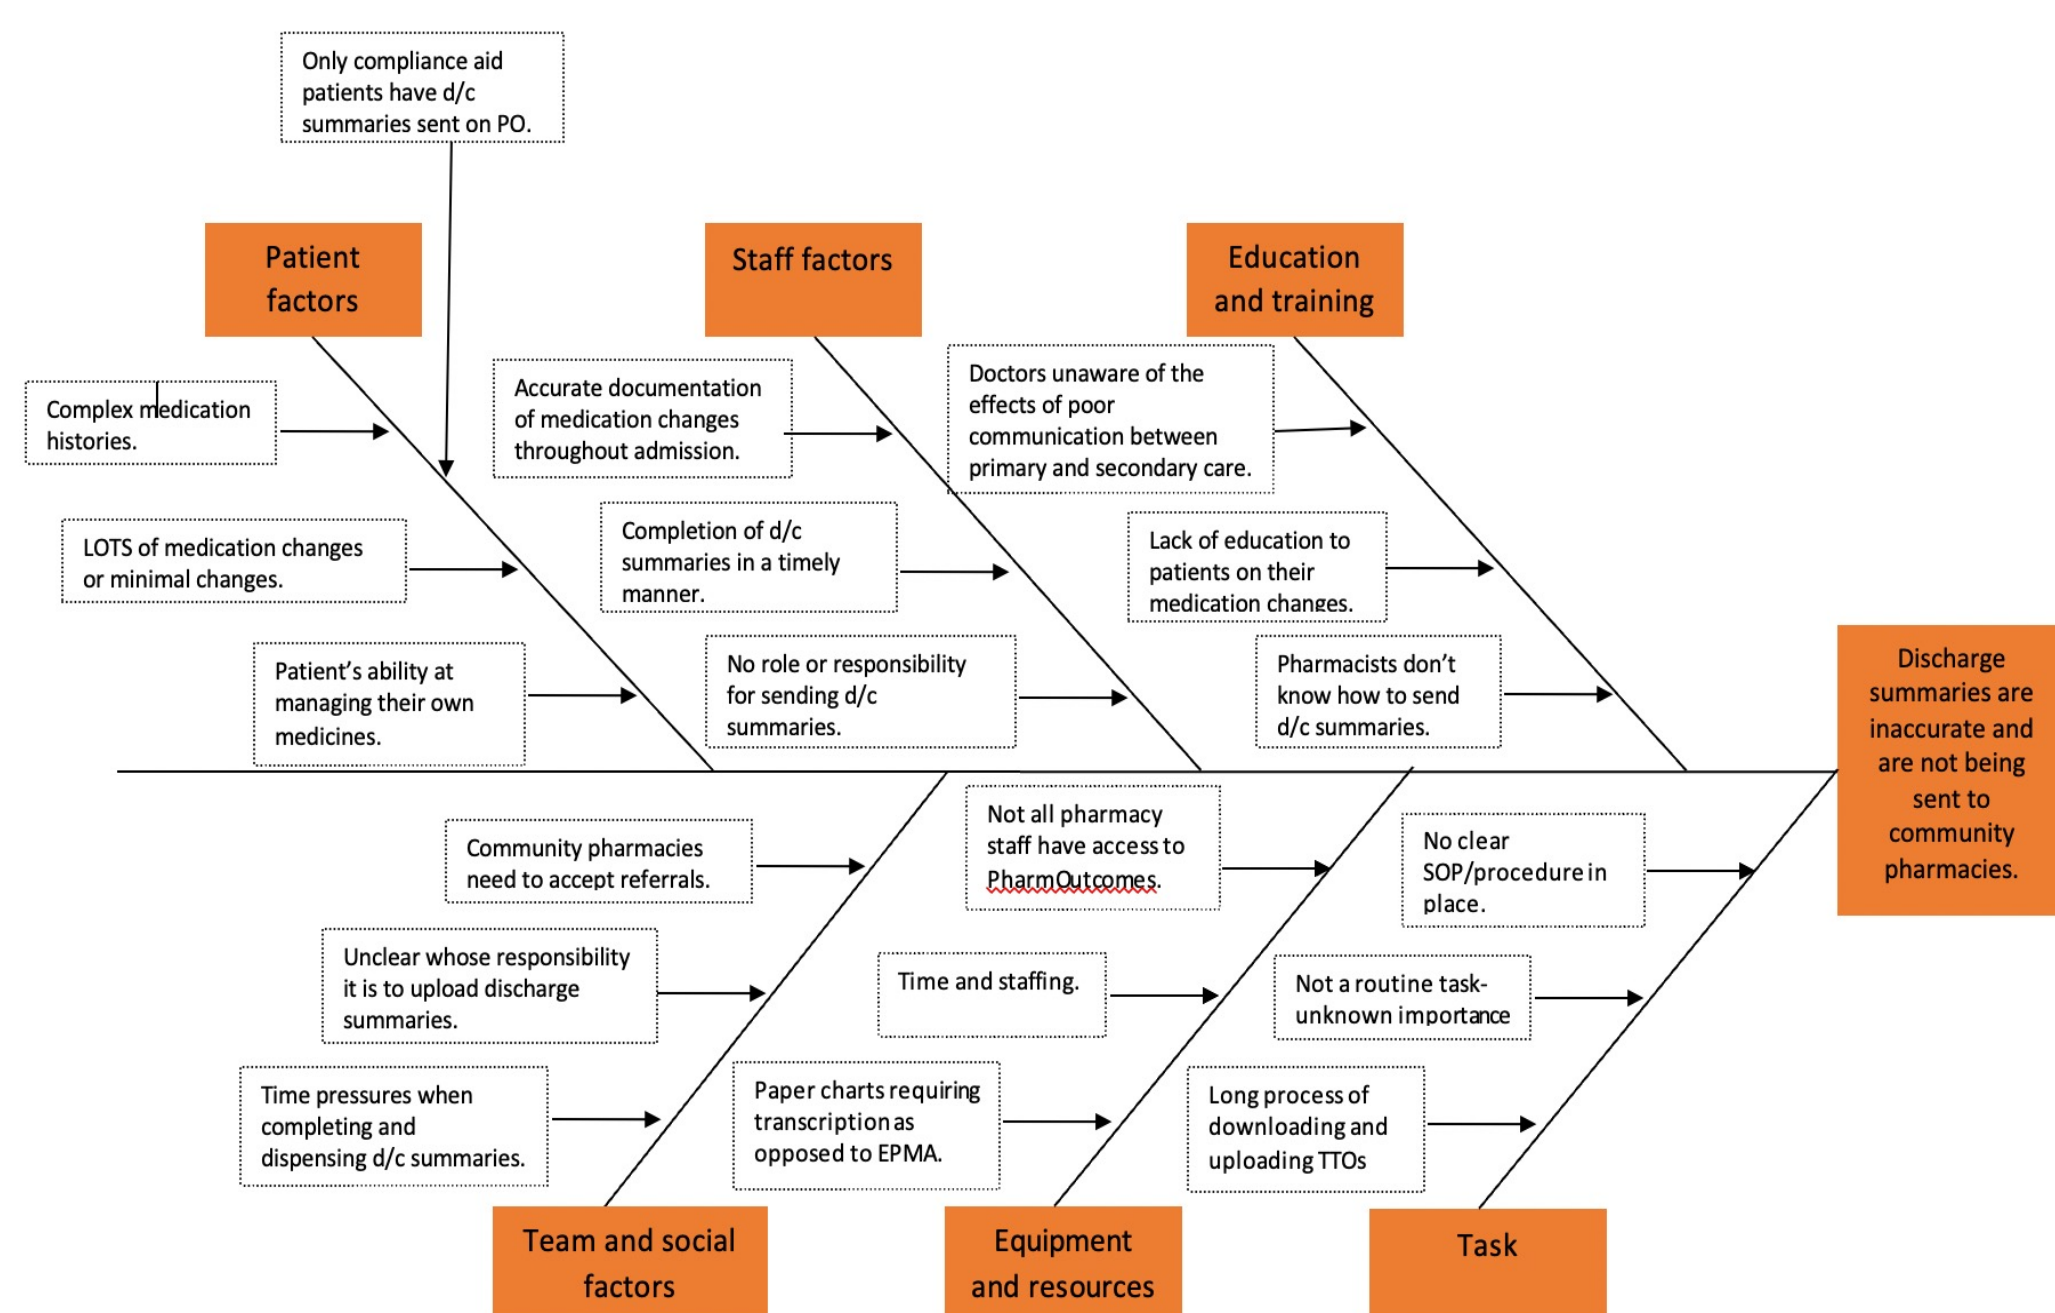 Only compliance aid
patients have d/c
summaries sent on PO.
Patient
factors
Staff factors
Education
and training
Complex medication
histories.
LOTS of medication changes
or minimal changes.
Patient’s ability at
managing their own
medicines.
Accurate documentation
of medication changes
throughout admission.
Completion of d/c
summaries in a timely
manner.
No role or responsibility
for sending d/c
summaries.
Doctors unaware of the
effects of poor
communication between
primary and secondary care.
Lack of education to
patients on their
medication changes.
Pharmacists don’t
know how to send
d/c summaries.
Discharge
summaries are
inaccurate and
are not being
sent to
community
pharmacies.
Community pharmacies
need to accept referrals.
Unclear whose responsibility
it is to upload discharge
summaries.
Time pressures when
completing and
dispensing d/c summaries.
Not all pharmacy
staff have access to
PharmOutcomes.
Time and staffing.
Paper charts requiring
transcription as
opposed to EPMA.
No clear
SOP/procedure in
place.
Not a routine task-
unknown importance
Long process of
downloading and
uploading TTOs
Team and social
factors
Equipment
and resources
Task